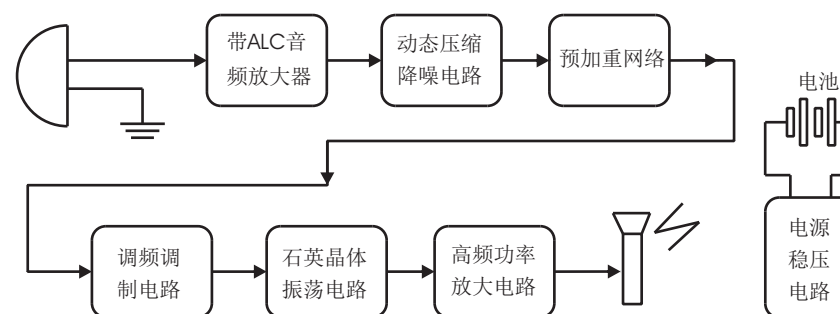 带ALC音
频放大器
动态压缩
降噪电路
预加重网络
电池
调频调
制电路
石英晶体
振荡电路
高频功率
放大电路
电源
稳压
电路